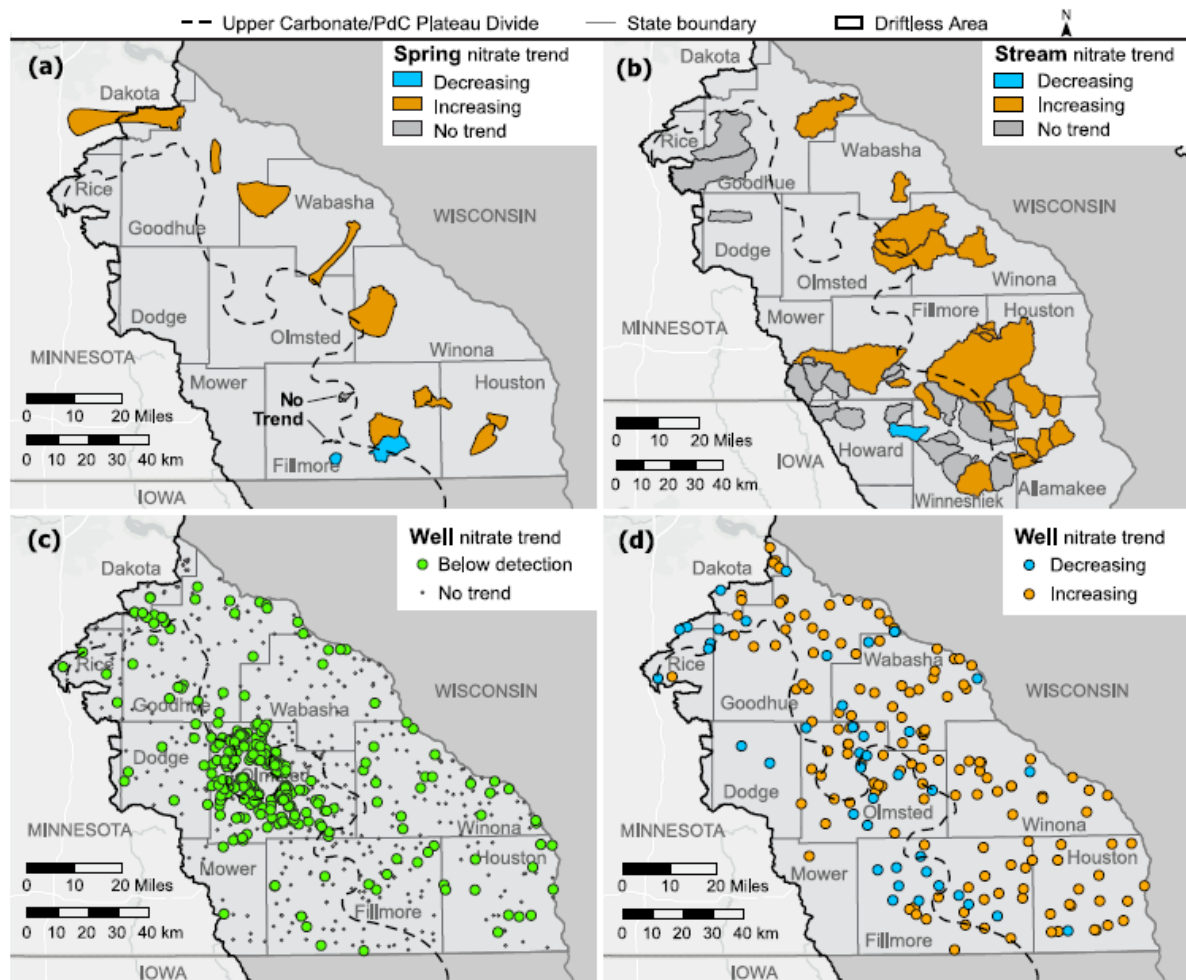 Upper Carbonate/PdC Plateau Divide State boundary Driftless Area N
(a)
Spring nitrate trend
Decreasing
Increasing
No trend
Dakota
Rice
Goodhue
Wabasha
WISCONSIN
Dodge
Olmsted
Winona
MINNESOTA
Mower
Houston
No
Trend
Fillmore
0 10 20 Miles
0 10 20 30 40 km
IOWA
(b)
Stream nitrate trend
Decreasing
Increasing
No trend
Rice
Wabasha
Goodhue
WISCONSIN
Dodge
Olmsted
Winona
Mower
Fillmore
Houston
MINNESOTA
0 10 20 Miles
0 10 20 30 40 km
Howard
IOWA
Winneshiek
Allamakee
(c)
Well nitrate trend
Below detection
No trend
Dakota
Rice
Goodhue
Wabasha
WISCONSIN
Dodge
Olmsted
MINNESOTA
Winona
Mower
Houston
Fillmore
0 10 20 Miles
0 10 20 30 40 km
IOWA
(d)
Well nitrate trend
Decreasing
Increasing
Dakota
Rice
Wabasha
Goodhue
WISCONSIN
Dodge
Olmsted
MINNESOTA
Winona
Mower
Houston
Fillmore
0 10 20 Miles
0 10 20 30 40 km
IOWA